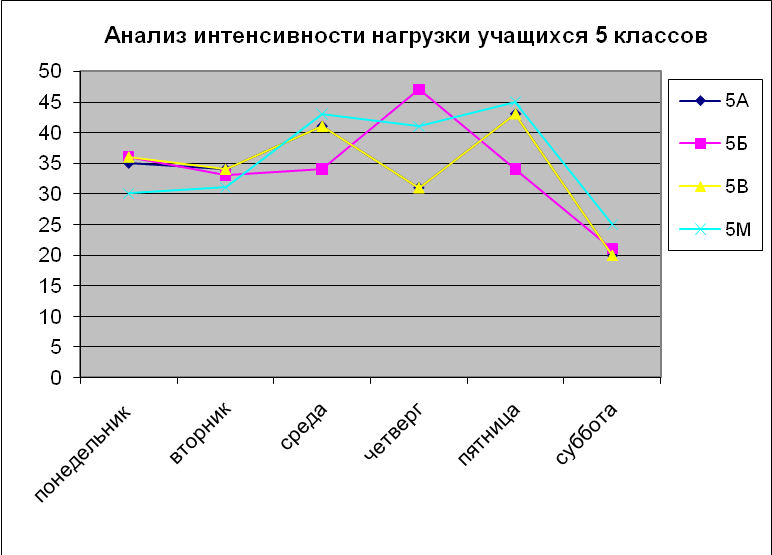 Анализ интенсивности нагрузки учащихся 5 классов
50
45
40
35
30
25
20
15
10
5
0
понедельник
вторник
среда
четверг
пятница
суббота
5А
5Б
5В
5М